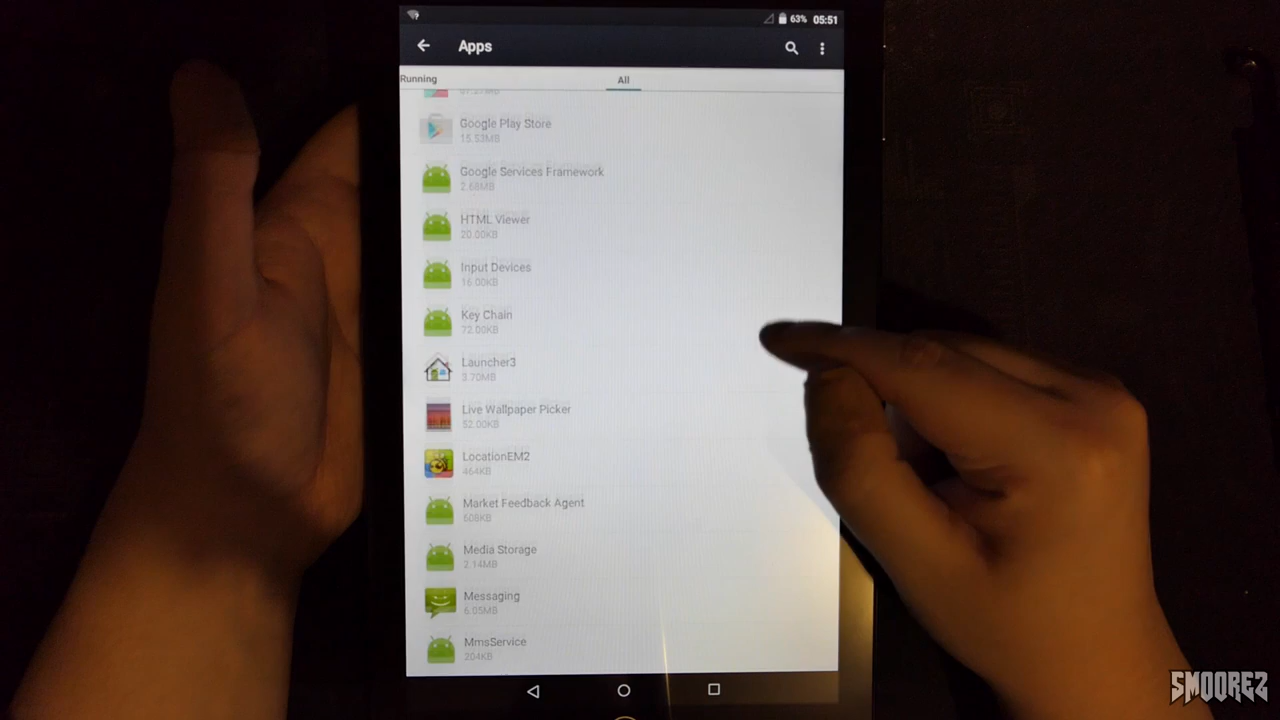 63% 05:51
Apps
Running All
Google Play Store
15.53MB
Google Services Framework
2.68MB
HTML Viewer
20.00KB
Input Devices
16.00KB
Key Chain
72.00KB
Launcher3
3.70MB
Live Wallpaper Picker
52.00KB
LocationEM2
464KB
Market Feedback Agent
608KB
Media Storage
2.14MB
Messaging
6.05MB
MmsService
204KB
SMOOREZ